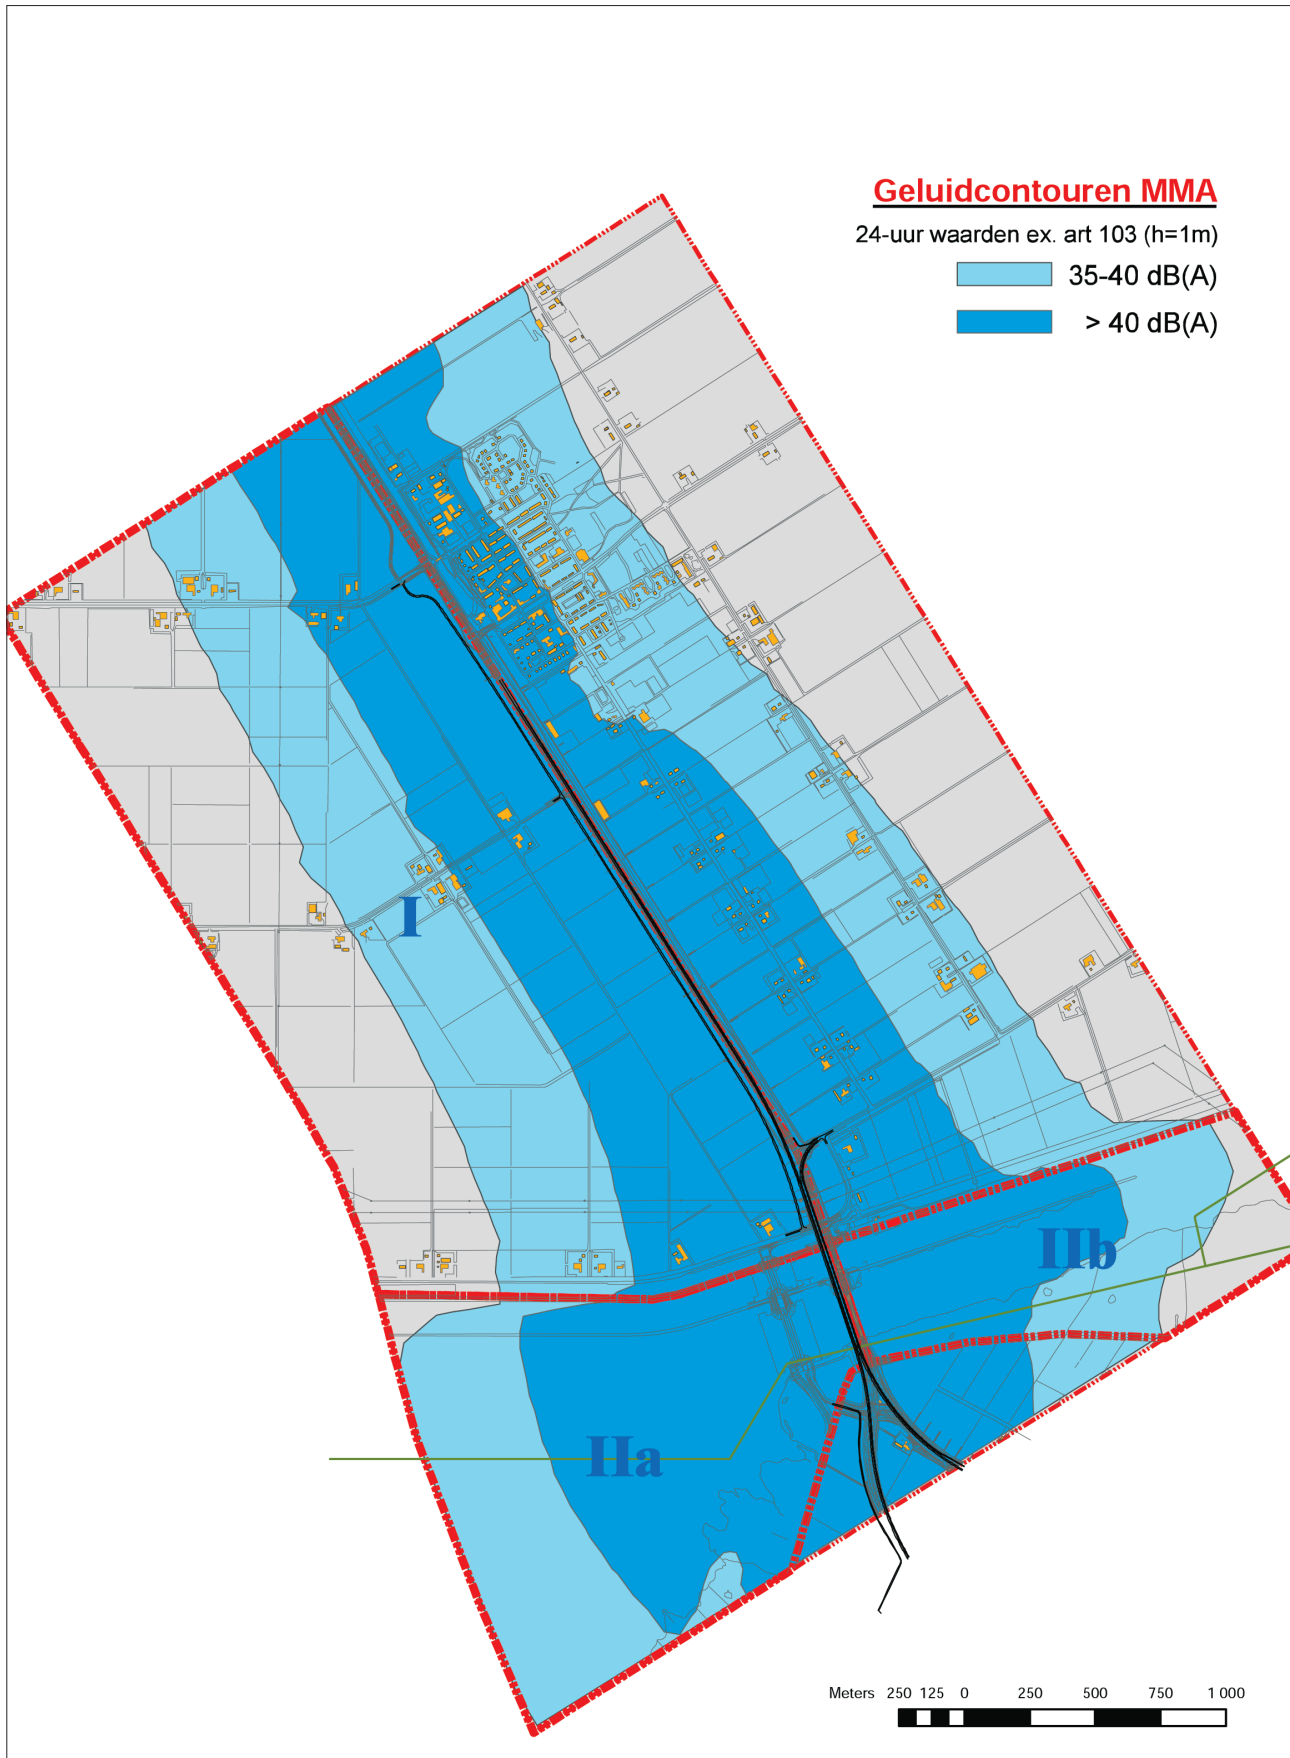 Geluidcontouren MMA
24-uur waarden ex. art 103 (h=1m)
35-40 dB(A)
> 40 dB(A)
I
IIb
IIa
Meters 250 125 0 250 500 750 1 000